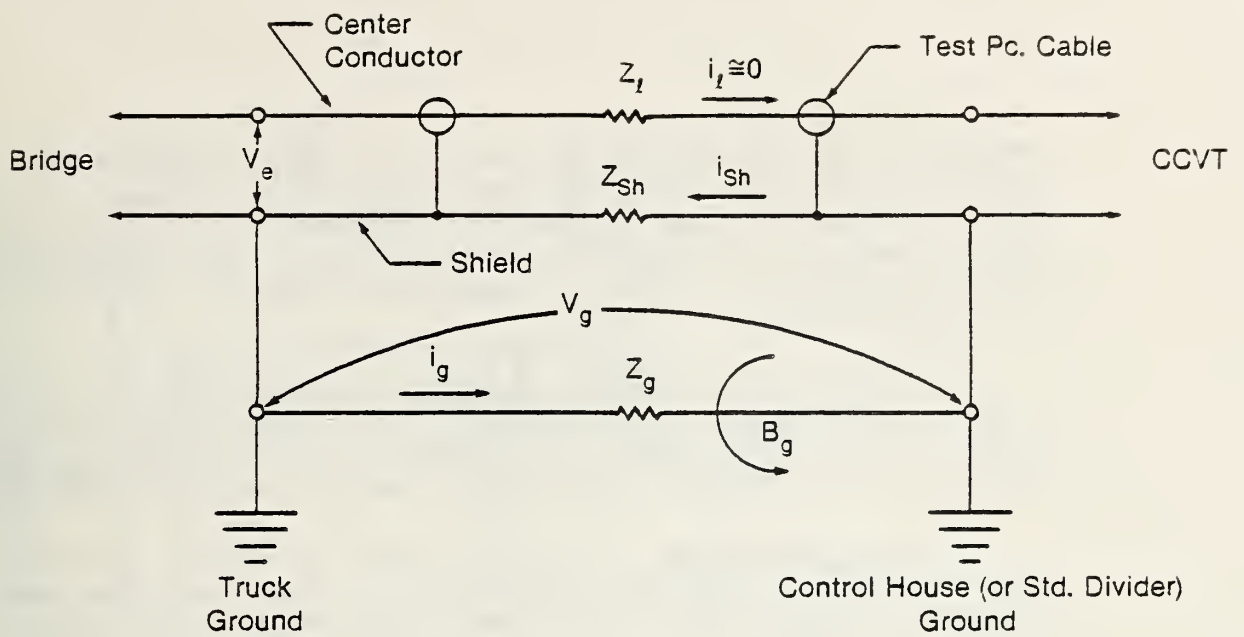 Center
Conductor
Test Pc. Cable
Z_ℓ
i_ℓ≅0
Bridge
V_e
Z_Sh
i_Sh
CCVT
Shield
V_g
i_g
Z_g
B_g
Truck
Ground
Control House (or Std. Divider)
Ground